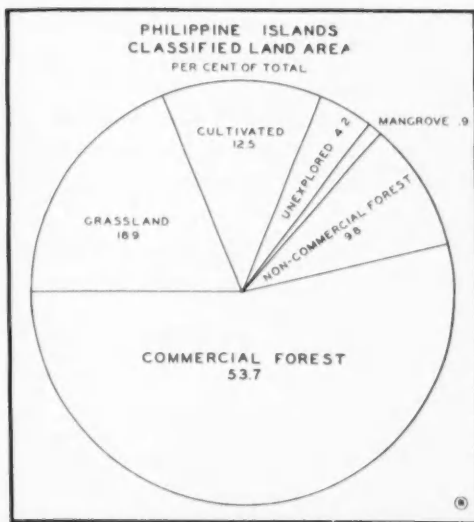 PHILIPPINE ISLANDS
CLASSIFIED LAND AREA
PER CENT OF TOTAL
CULTIVATED
12.5
UNEXPLORED 4.2
MANGROVE .9
GRASSLAND
18.9
NON-COMMERCIAL FOREST
9.8
COMMERCIAL FOREST
53.7